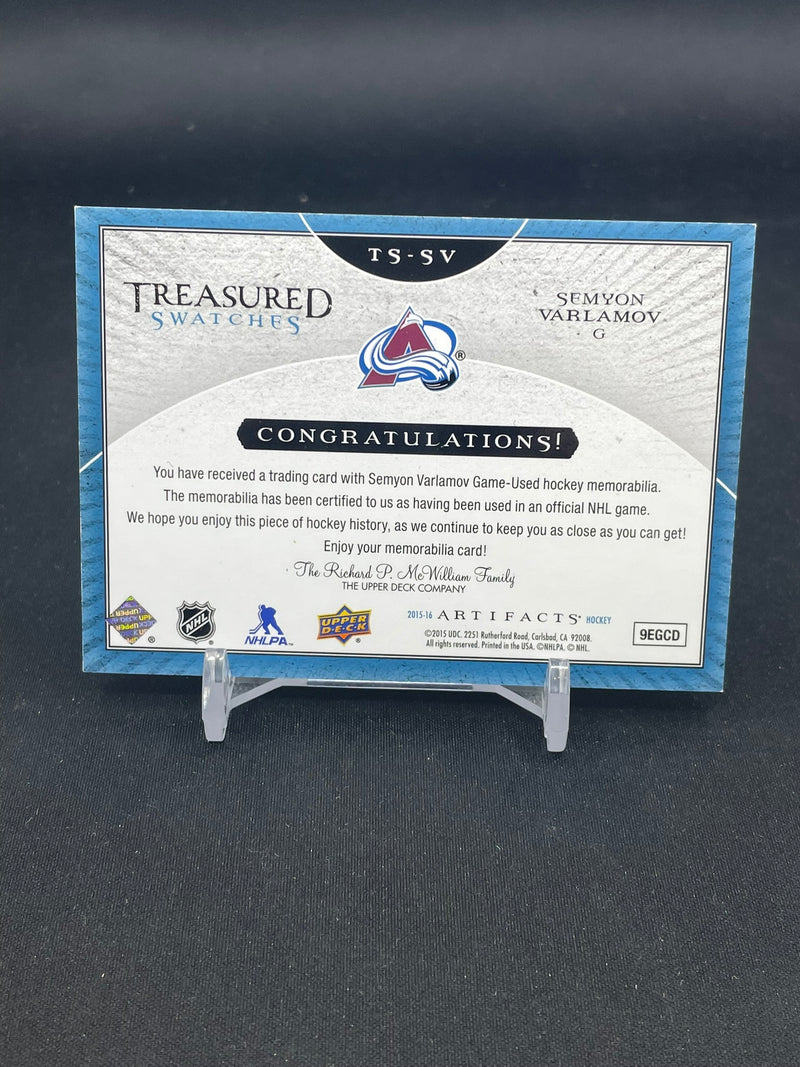 TS-SV
TREASURED
SWATCHES
SEMYON
VARLAMOV
G
A ®
CONGRATULATIONS!
You have received a trading card with Semyon Varlamov Game-Used hockey memorabilia.
The memorabilia has been certified to us as having been used in an official NHL game.
We hope you enjoy this piece of hockey history, as we continue to keep you as close as you can get!
Enjoy your memorabilia card!
The Richard P. McWilliam Family
THE UPPER DECK COMPANY
®
NHL ®
NHLPA™
UPPER
D·E·C·K ®
2015-16 ARTIFACTS® HOCKEY
©2015 UDC. 2251 Rutherford Road, Carlsbad, CA 92008.
All rights reserved. Printed in the USA. ©NHLPA. © NHL.
9EGCD